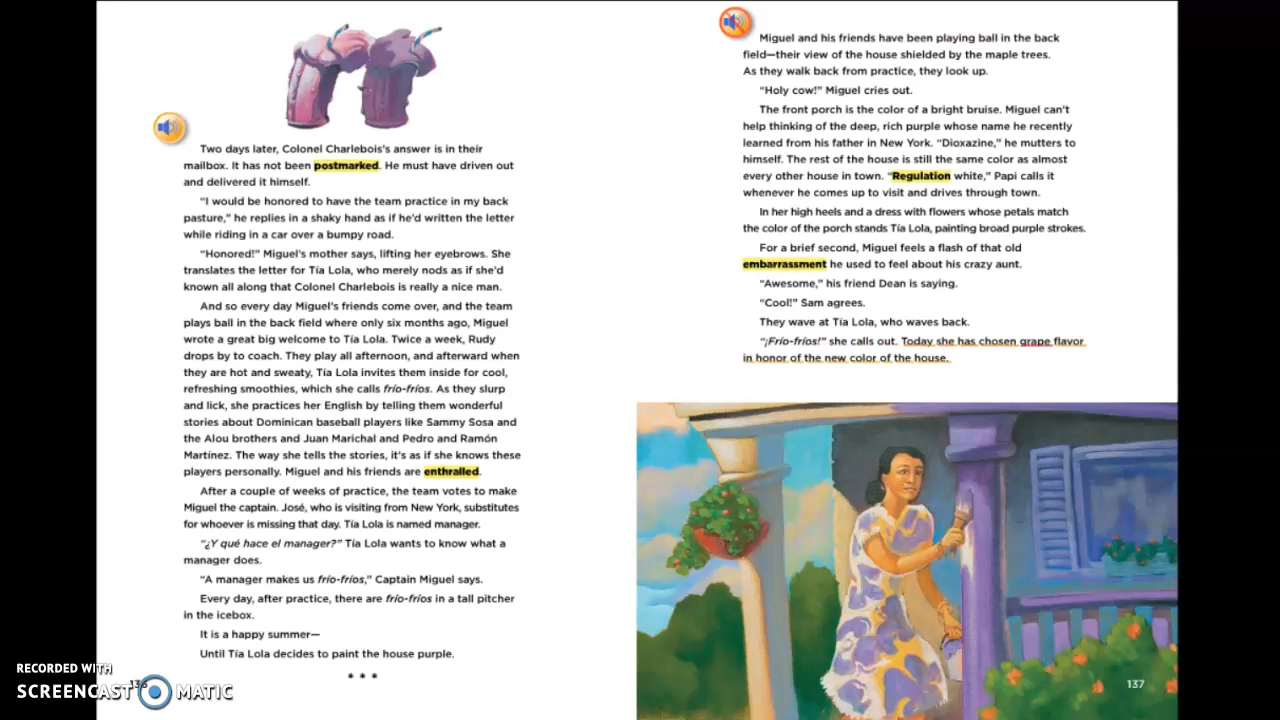 Two days later, Colonel Charlebois's answer is in their
mailbox. It has not been postmarked. He must have driven out
and delivered it himself.
“I would be honored to have the team practice in my back
pasture,” he replies in a shaky hand as if he'd written the letter
while riding in a car over a bumpy road.
“Honored!” Miguel's mother says, lifting her eyebrows. She
translates the letter for Tía Lola, who merely nods as if she'd
known all along that Colonel Charlebois is really a nice man.
And so every day Miguel's friends come over, and the team
plays ball in the back field where only six months ago, Miguel
wrote a great big welcome to Tía Lola. Twice a week, Rudy
drops by to coach. They play all afternoon, and afterward when
they are hot and sweaty, Tía Lola invites them inside for cool,
refreshing smoothies, which she calls frío-fríos. As they slurp
and lick, she practices her English by telling them wonderful
stories about Dominican baseball players like Sammy Sosa and
the Alou brothers and Juan Marichal and Pedro and Ramón
Martínez. The way she tells the stories, it's as if she knows these
players personally. Miguel and his friends are enthralled.
After a couple of weeks of practice, the team votes to make
Miguel the captain. José, who is visiting from New York, substitutes
for whoever is missing that day. Tía Lola is named manager.
“¿Y qué hace el manager?” Tía Lola wants to know what a
manager does.
“A manager makes us frío-fríos,” Captain Miguel says.
Every day, after practice, there are frío-fríos in a tall pitcher
in the icebox.
It is a happy summer—
Until Tía Lola decides to paint the house purple.
* * *
Miguel and his friends have been playing ball in the back
field—their view of the house shielded by the maple trees.
As they walk back from practice, they look up.
“Holy cow!” Miguel cries out.
The front porch is the color of a bright bruise. Miguel can't
help thinking of the deep, rich purple whose name he recently
learned from his father in New York. “Dioxazine,” he mutters to
himself. The rest of the house is still the same color as almost
every other house in town. “Regulation white,” Papi calls it
whenever he comes up to visit and drives through town.
In her high heels and a dress with flowers whose petals match
the color of the porch stands Tía Lola, painting broad purple strokes.
For a brief second, Miguel feels a flash of that old
embarrassment he used to feel about his crazy aunt.
“Awesome,” his friend Dean is saying.
“Cool!” Sam agrees.
They wave at Tía Lola, who waves back.
“¡Frío-fríos!” she calls out. Today she has chosen grape flavor
in honor of the new color of the house.
137
RECORDED WITH
SCREENCAST MATIC